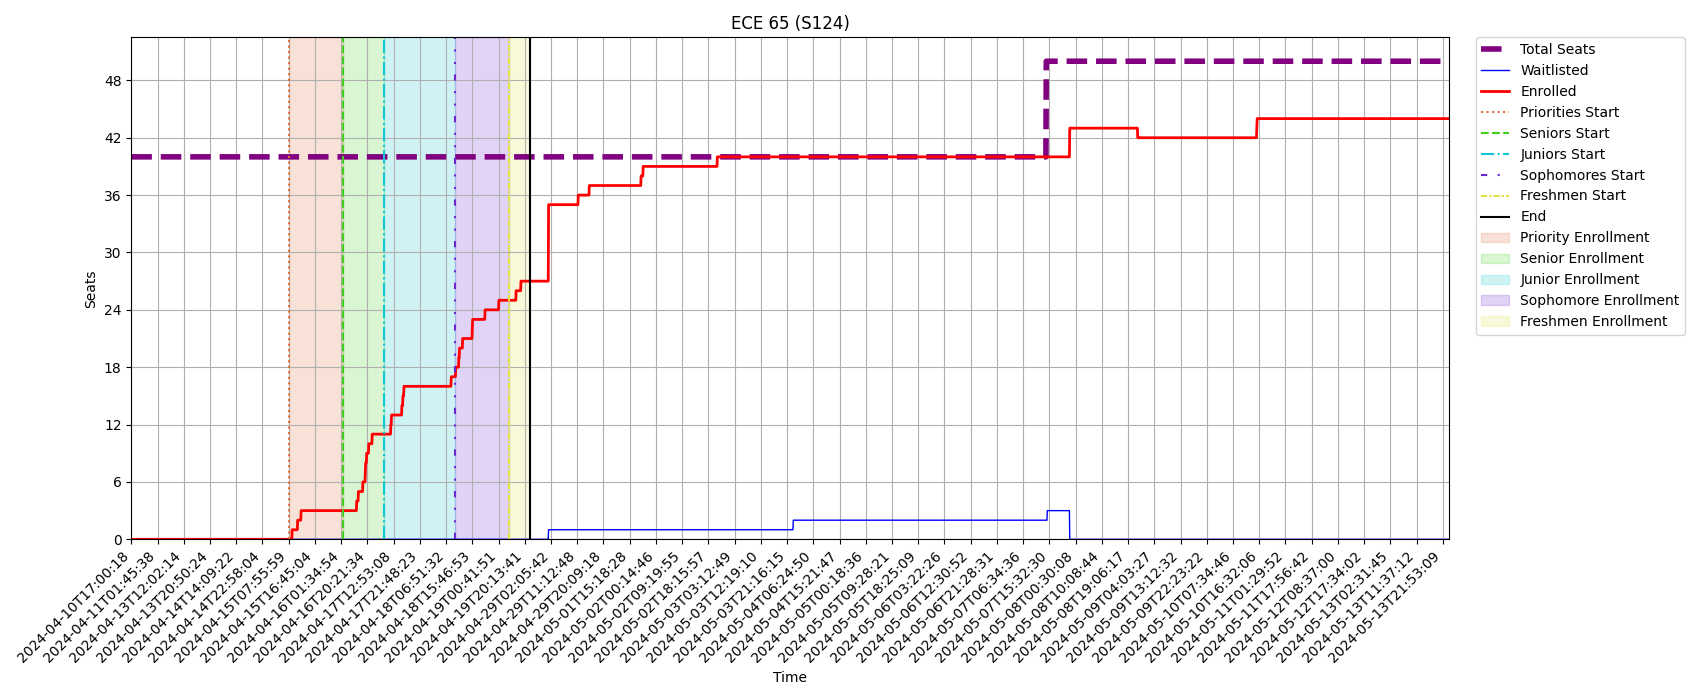 ECE 65 (S124)
Seats
48
42
36
30
24
18
12
6
0
Total Seats
Waitlisted
Enrolled
Priorities Start
Seniors Start
Juniors Start
Sophomores Start
Freshmen Start
End
Priority Enrollment
Senior Enrollment
Junior Enrollment
Sophomore Enrollment
Freshmen Enrollment
2024-04-10T17:00:18
2024-04-11T01:45:38
2024-04-13T12:02:14
2024-04-13T20:50:24
2024-04-14T14:09:22
2024-04-14T22:58:04
2024-04-15T07:55:59
2024-04-15T16:45:04
2024-04-16T01:34:54
2024-04-16T20:21:34
2024-04-17T12:53:08
2024-04-17T21:48:23
2024-04-18T06:51:32
2024-04-18T15:46:53
2024-04-19T00:41:51
2024-04-19T20:13:41
2024-04-29T02:05:42
2024-04-29T11:12:48
2024-04-29T20:09:18
2024-05-01T15:18:28
2024-05-02T00:14:46
2024-05-02T09:19:55
2024-05-02T18:15:57
2024-05-03T03:12:49
2024-05-03T12:19:10
2024-05-03T21:16:15
2024-05-04T06:24:50
2024-05-04T15:21:47
2024-05-05T00:18:36
2024-05-05T09:28:21
2024-05-05T18:25:09
2024-05-06T03:22:26
2024-05-06T12:30:52
2024-05-06T21:28:31
2024-05-07T06:34:36
2024-05-07T15:32:30
2024-05-08T00:30:08
2024-05-08T10:08:44
2024-05-08T19:06:17
2024-05-09T04:03:27
2024-05-09T13:12:32
2024-05-09T22:23:22
2024-05-10T07:34:46
2024-05-10T16:32:06
2024-05-11T01:29:52
2024-05-11T17:56:42
2024-05-12T08:37:00
2024-05-12T17:34:02
2024-05-13T02:31:45
2024-05-13T11:37:12
2024-05-13T21:53:09
Time